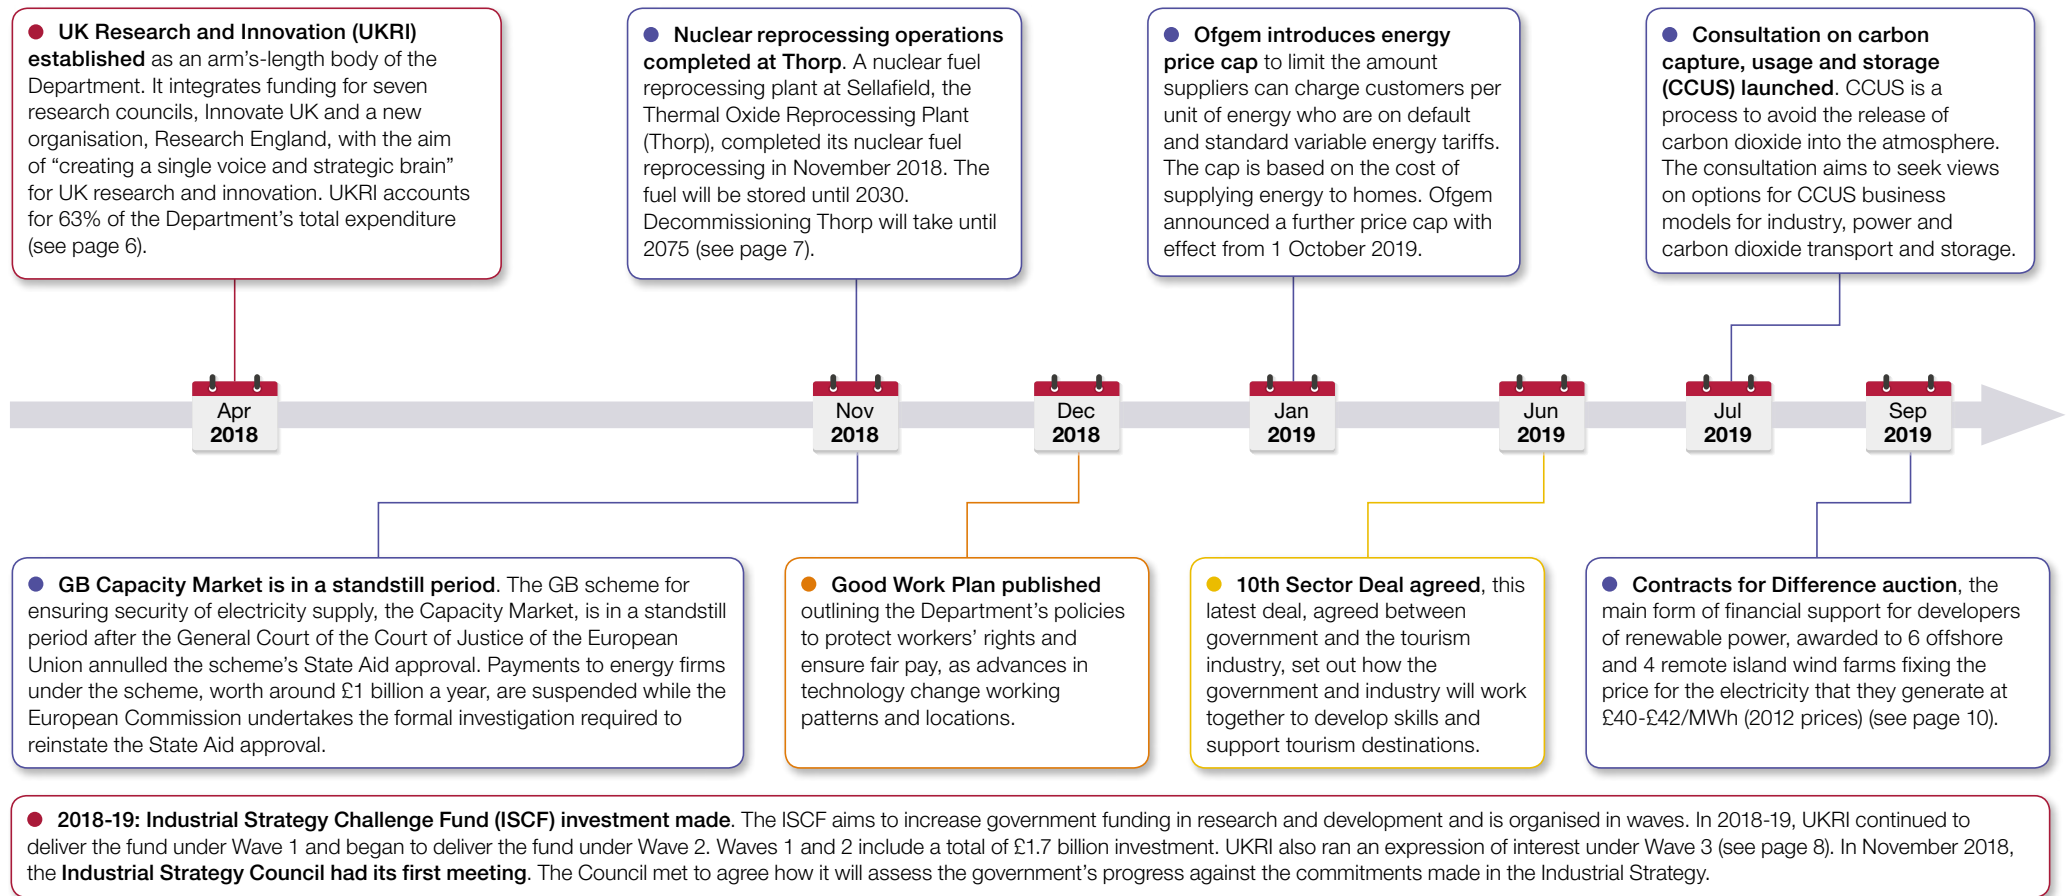 ● UK Research and Innovation (UKRI)
established as an arm’s-length body of the
Department. It integrates funding for seven
research councils, Innovate UK and a new
organisation, Research England, with the aim
of “creating a single voice and strategic brain”
for UK research and innovation. UKRI accounts
for 63% of the Department’s total expenditure
(see page 6).
● Nuclear reprocessing operations
completed at Thorp. A nuclear fuel
reprocessing plant at Sellafield, the
Thermal Oxide Reprocessing Plant
(Thorp), completed its nuclear fuel
reprocessing in November 2018. The
fuel will be stored until 2030.
Decommissioning Thorp will take until
2075 (see page 7).
● Ofgem introduces energy
price cap to limit the amount
suppliers can charge customers per
unit of energy who are on default
and standard variable energy tariffs.
The cap is based on the cost of
supplying energy to homes. Ofgem
announced a further price cap with
effect from 1 October 2019.
● Consultation on carbon
capture, usage and storage
(CCUS) launched. CCUS is a
process to avoid the release of
carbon dioxide into the atmosphere.
The consultation aims to seek views
on options for CCUS business
models for industry, power and
carbon dioxide transport and storage.
Apr
2018
Nov
2018
Dec
2018
Jan
2019
Jun
2019
Jul
2019
Sep
2019
● GB Capacity Market is in a standstill period. The GB scheme for
ensuring security of electricity supply, the Capacity Market, is in a standstill
period after the General Court of the Court of Justice of the European
Union annulled the scheme’s State Aid approval. Payments to energy firms
under the scheme, worth around £1 billion a year, are suspended while the
European Commission undertakes the formal investigation required to
reinstate the State Aid approval.
● Good Work Plan published
outlining the Department’s policies
to protect workers’ rights and
ensure fair pay, as advances in
technology change working
patterns and locations.
● 10th Sector Deal agreed, this
latest deal, agreed between
government and the tourism
industry, set out how the
government and industry will work
together to develop skills and
support tourism destinations.
● Contracts for Difference auction, the
main form of financial support for developers
of renewable power, awarded to 6 offshore
and 4 remote island wind farms fixing the
price for the electricity that they generate at
£40-£42/MWh (2012 prices) (see page 10).
● 2018-19: Industrial Strategy Challenge Fund (ISCF) investment made. The ISCF aims to increase government funding in research and development and is organised in waves. In 2018-19, UKRI continued to
deliver the fund under Wave 1 and began to deliver the fund under Wave 2. Waves 1 and 2 include a total of £1.7 billion investment. UKRI also ran an expression of interest under Wave 3 (see page 8). In November 2018,
the Industrial Strategy Council had its first meeting. The Council met to agree how it will assess the government’s progress against the commitments made in the Industrial Strategy.